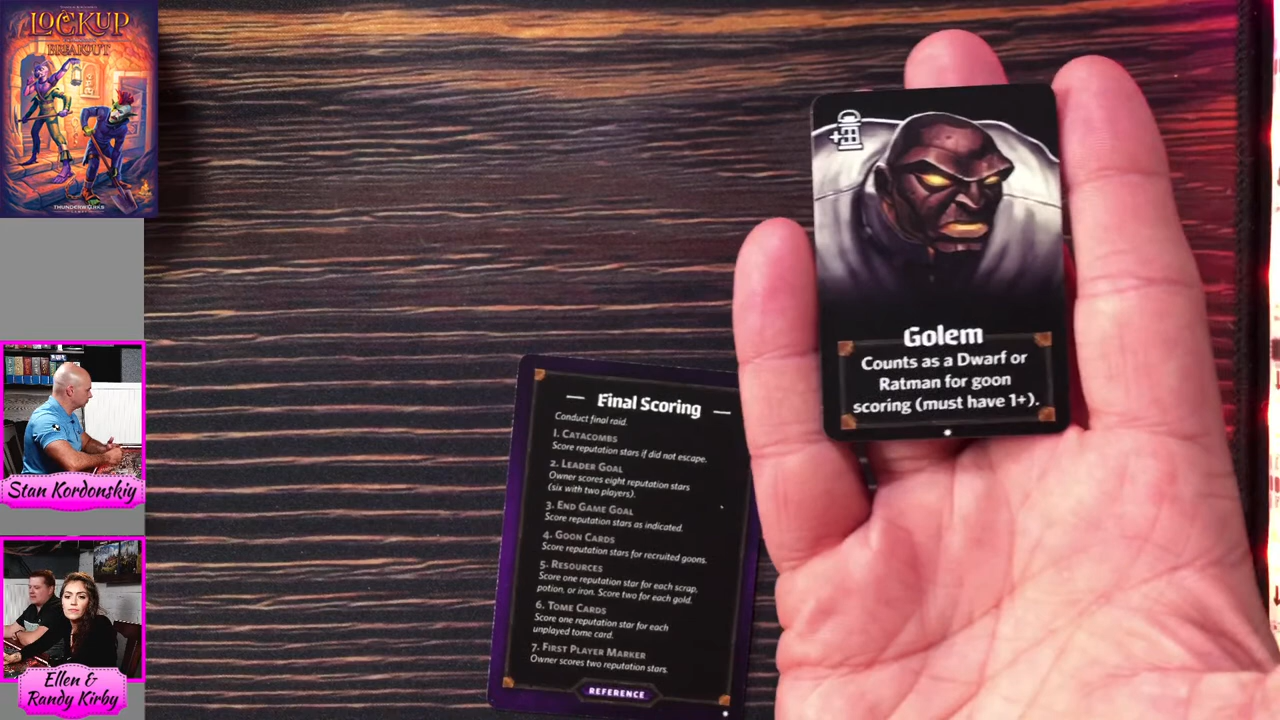 LOCKUP
BREAKOUT
THUNDERWORKS
GAMES
Stan Kordonskiy
Ellen &
Randy Kirby
Golem
Counts as a Dwarf or
Ratman for goon
scoring (must have 1+).
Final Scoring
Conduct final raid.
1. CATACOMBS
Score reputation stars if did not escape.
2. LEADER GOAL
Owner scores eight reputation stars
(six with two players).
3. END GAME GOAL
Score reputation stars as indicated.
4. GOON CARDS
Score reputation stars for recruited goons.
5. RESOURCES
Score one reputation star for each scrap,
potion, or iron. Score two for each gold.
6. TOME CARDS
Score one reputation star for each
unplayed tome card.
7. FIRST PLAYER MARKER
Owner scores two reputation stars.
REFERENCE